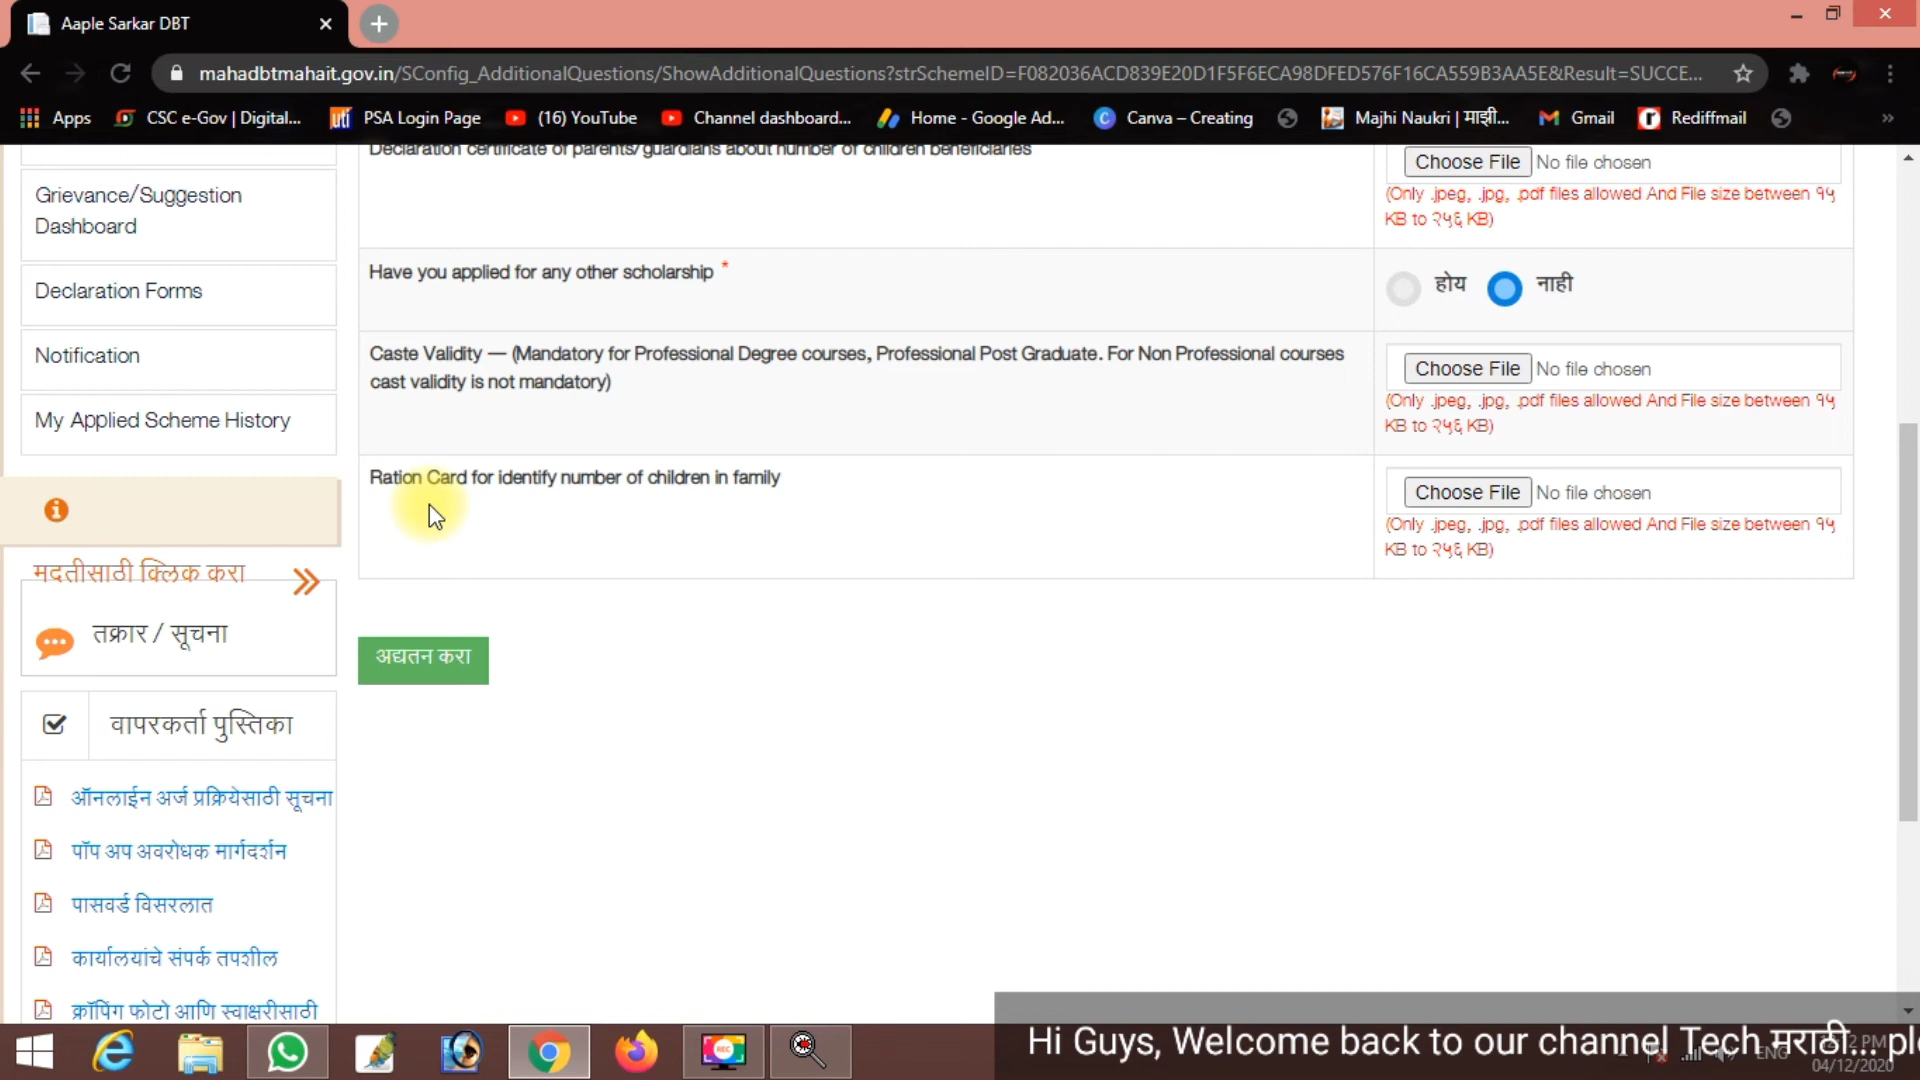 Aaple Sarkar DBT
mahadbtmahait.gov.in/SConfig_AdditionalQuestions/ShowAdditionalQuestions?strSchemeID=F082036ACD839E20D1F5F6ECA98DFED576F16CA559B3AA5E&Result=SUCCE...
Apps CSC e-Gov | Digital... uti PSA Login Page (16) YouTube Channel dashboard... Home - Google Ad... Canva – Creating Majhi Naukri | माझी... Gmail Rediffmail »
Declaration certificate of parents/guardians about number of children beneficiaries
Choose File No file chosen
(Only .jpeg, .jpg, .pdf files allowed And File size between १५
KB to २५६ KB)
Grievance/Suggestion
Dashboard
Declaration Forms
Notification
My Applied Scheme History
Have you applied for any other scholarship *
होय नाही
Caste Validity — (Mandatory for Professional Degree courses, Professional Post Graduate. For Non Professional courses
cast validity is not mandatory)
Choose File No file chosen
(Only .jpeg, .jpg, .pdf files allowed And File size between १५
KB to २५६ KB)
Ration Card for identify number of children in family
Choose File No file chosen
(Only .jpeg, .jpg, .pdf files allowed And File size between १५
KB to २५६ KB)
मदतीसाठी क्लिक करा
तक्रार / सूचना
अद्यतन करा
वापरकर्ता पुस्तिका
ऑनलाईन अर्ज प्रक्रियेसाठी सूचना
पॉप अप अवरोधक मार्गदर्शन
पासवर्ड विसरलात
कार्यालयांचे संपर्क तपशील
क्रॉपिंग फोटो आणि स्वाक्षरीसाठी
REC
Hi Guys, Welcome back to our channel Tech मराठी... pl
ENG
04/12/2020